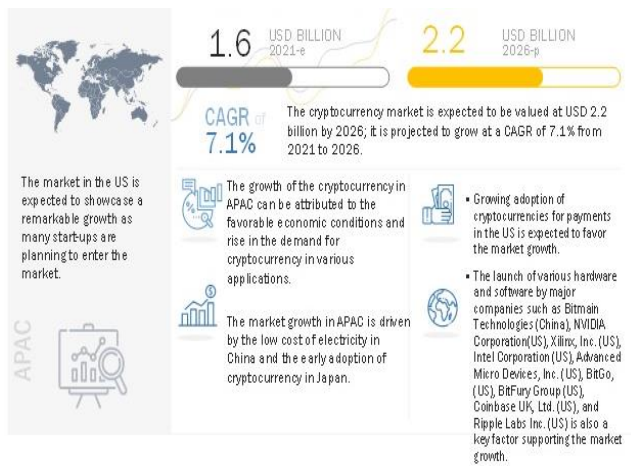 1.6 USD BILLION
2021-e
2.2 USD BILLION
2026-p
CAGR of
7.1%
The cryptocurrency market is expected to be valued at USD 2.2
billion by 2026; it is projected to grow at a CAGR of 7.1% from
2021 to 2026.
The market in the US is
expected to showcase a
remarkable growth as
many start-ups are
planning to enter the
market.
APAC
The growth of the cryptocurrency in
APAC can be attributed to the
favorable economic conditions and
rise in the demand for
cryptocurrency in various
applications.
The market growth in APAC is driven
by the low cost of electricity in
China and the early adoption of
cryptocurrency in Japan.
▪ Growing adoption of
cryptocurrencies for payments
in the US is expected to favor
the market growth.
▪ The launch of various hardware
and software by major
companies such as Bitmain
Technologies (China), NVIDIA
Corporation(US), Xilinx, Inc. (US),
Intel Corporation (US), Advanced
Micro Devices, Inc. (US), BitGo,
(US), BitFury Group (US),
Coinbase UK, Ltd. (US), and
Ripple Labs Inc. (US) is also a
key factor supporting the market
growth.